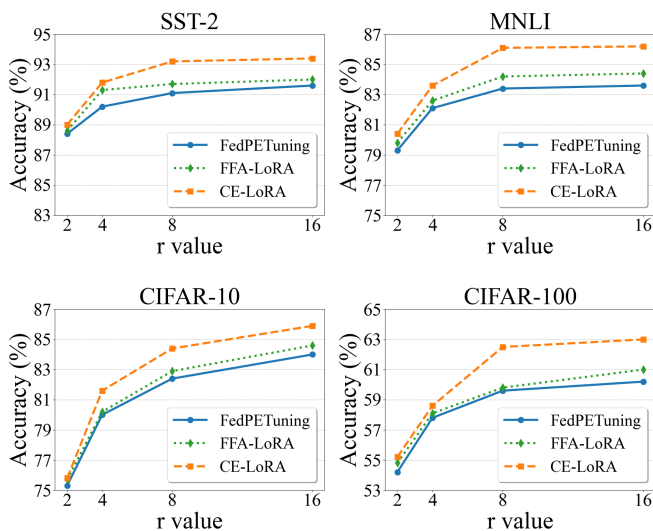 SST-2
Accuracy (%)
95
93
91
89
87
85
83
FedPETuning
FFA-LoRA
CE-LoRA
2 4 8 16
r value
MNLI
Accuracy (%)
87
85
83
81
79
77
75
FedPETuning
FFA-LoRA
CE-LoRA
2 4 8 16
r value
CIFAR-10
Accuracy (%)
87
85
83
81
79
77
75
FedPETuning
FFA-LoRA
CE-LoRA
2 4 8 16
r value
CIFAR-100
Accuracy (%)
65
63
61
59
57
55
53
FedPETuning
FFA-LoRA
CE-LoRA
2 4 8 16
r value